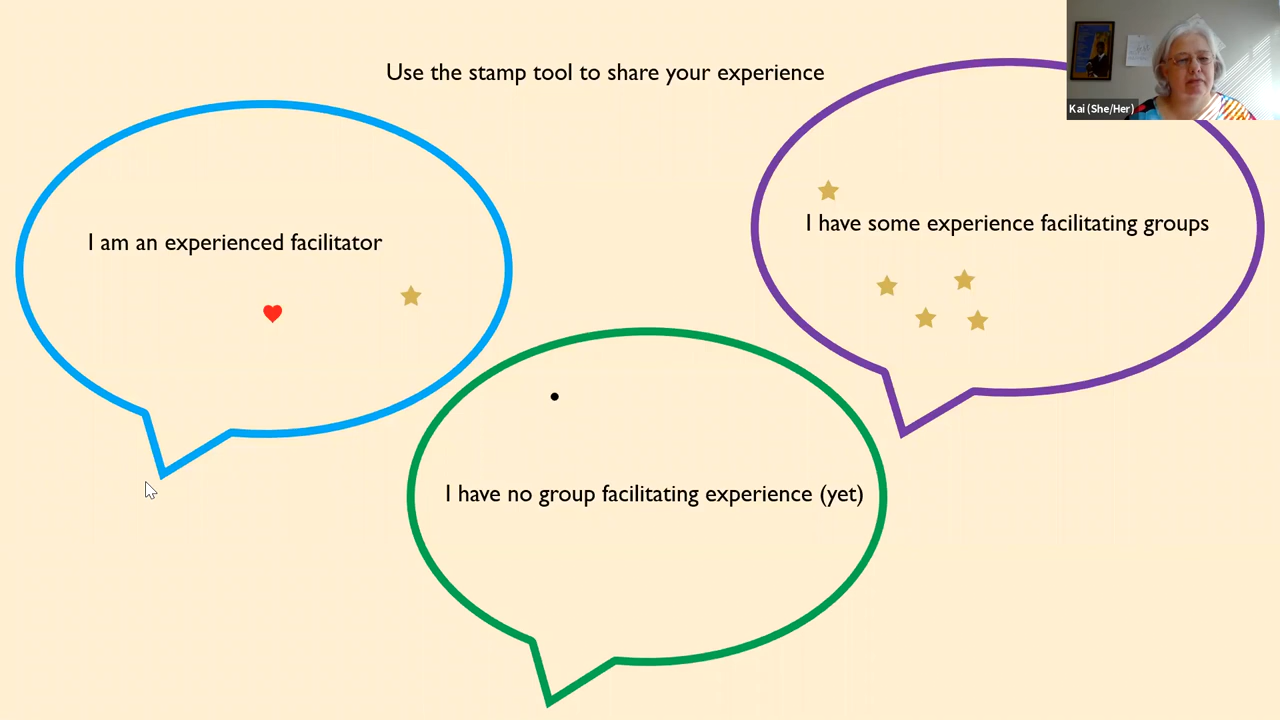 Use the stamp tool to share your experience
Kai (She/Her)
I am an experienced facilitator
I have some experience facilitating groups
I have no group facilitating experience (yet)